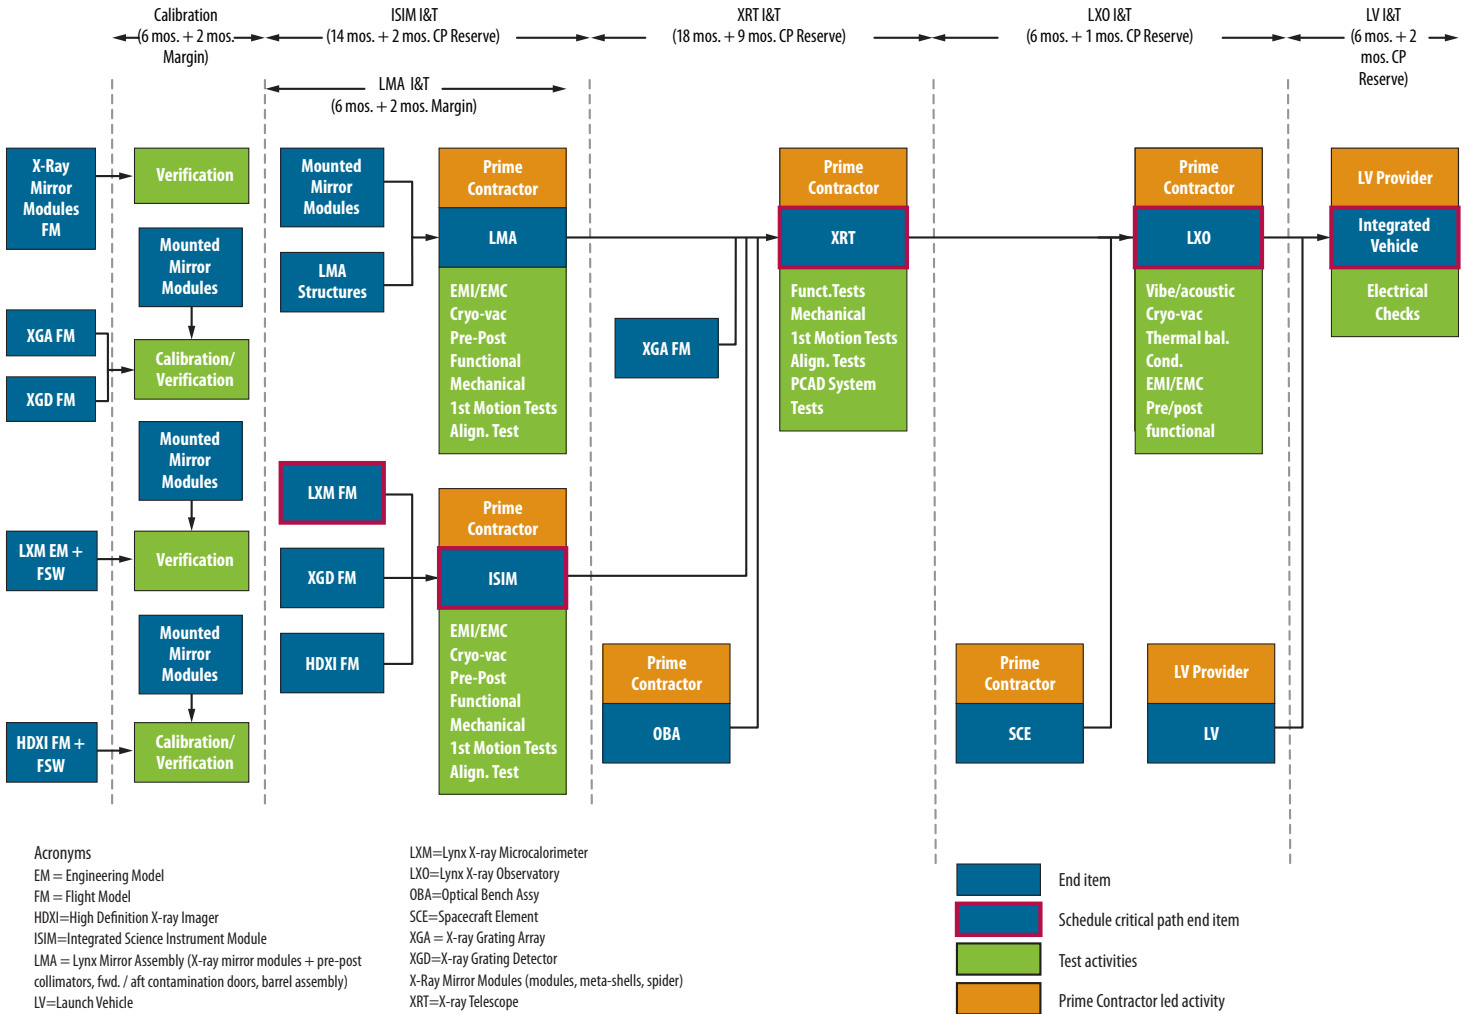 Calibration
(6 mos. + 2 mos.
Margin)
ISIM I&T
(14 mos. + 2 mos. CP Reserve)
XRT I&T
(18 mos. + 9 mos. CP Reserve)
LXO I&T
(6 mos. + 1 mos. CP Reserve)
LV I&T
(6 mos. + 2
mos. CP
Reserve)
LMA I&T
(6 mos. + 2 mos. Margin)
X-Ray
Mirror
Modules
FM
Verification
Mounted
Mirror
Modules
XGA FM
XGD FM
Calibration/
Verification
Mounted
Mirror
Modules
LXM EM +
FSW
Verification
Mounted
Mirror
Modules
HDXI FM +
FSW
Calibration/
Verification
Mounted
Mirror
Modules
LMA
Structures
Prime
Contractor
LMA
EMI/EMC
Cryo-vac
Pre-Post
Functional
Mechanical
1st Motion Tests
Align. Test
LXM FM
XGD FM
HDXI FM
Prime
Contractor
ISIM
EMI/EMC
Cryo-vac
Pre-Post
Functional
Mechanical
1st Motion Tests
Align. Test
XGA FM
Prime
Contractor
OBA
Prime
Contractor
XRT
Funct.Tests
Mechanical
1st Motion Tests
Align. Tests
PCAD System
Tests
Prime
Contractor
SCE
Prime
Contractor
LXO
Vibe/acoustic
Cryo-vac
Thermal bal.
Cond.
EMI/EMC
Pre/post
functional
LV Provider
LV
LV Provider
Integrated
Vehicle
Electrical
Checks
Acronyms
EM = Engineering Model
FM = Flight Model
HDXI=High Definition X-ray Imager
ISIM=Integrated Science Instrument Module
LMA = Lynx Mirror Assembly (X-ray mirror modules + pre-post
collimators, fwd. / aft contamination doors, barrel assembly)
LV=Launch Vehicle
LXM=Lynx X-ray Microcalorimeter
LXO=Lynx X-ray Observatory
OBA=Optical Bench Assy
SCE=Spacecraft Element
XGA = X-ray Grating Array
XGD=X-ray Grating Detector
X-Ray Mirror Modules (modules, meta-shells, spider)
XRT=X-ray Telescope
End item
Schedule critical path end item
Test activities
Prime Contractor led activity